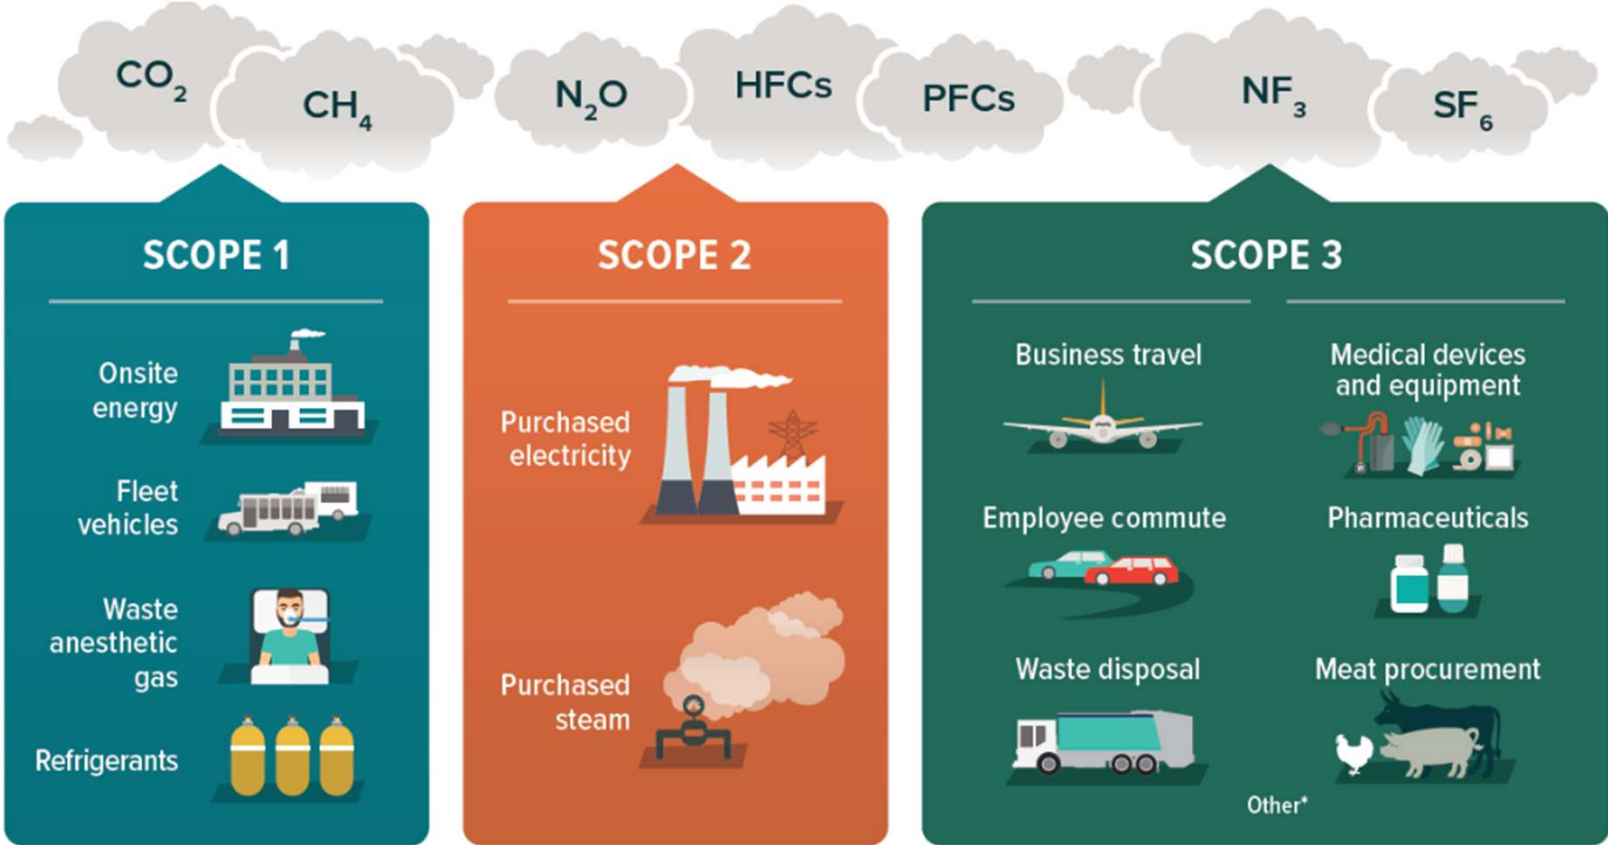 CO₂
CH₄
N₂O
HFCs
PFCs
NF₃
SF₆
SCOPE 1
Onsite
energy
Fleet
vehicles
Waste
anesthetic
gas
Refrigerants
SCOPE 2
Purchased
electricity
Purchased
steam
SCOPE 3
Business travel
Employee commute
Waste disposal
Medical devices
and equipment
Pharmaceuticals
Meat procurement
Other*